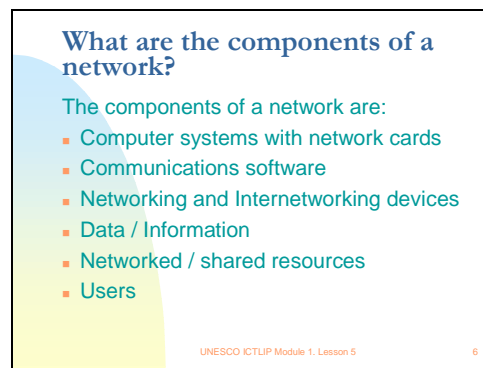 What are the components of a
network?
The components of a network are:
Computer systems with network cards
Communications software
Networking and Internetworking devices
Data / Information
Networked / shared resources
Users
UNESCO ICTLIP Module 1. Lesson 5 6